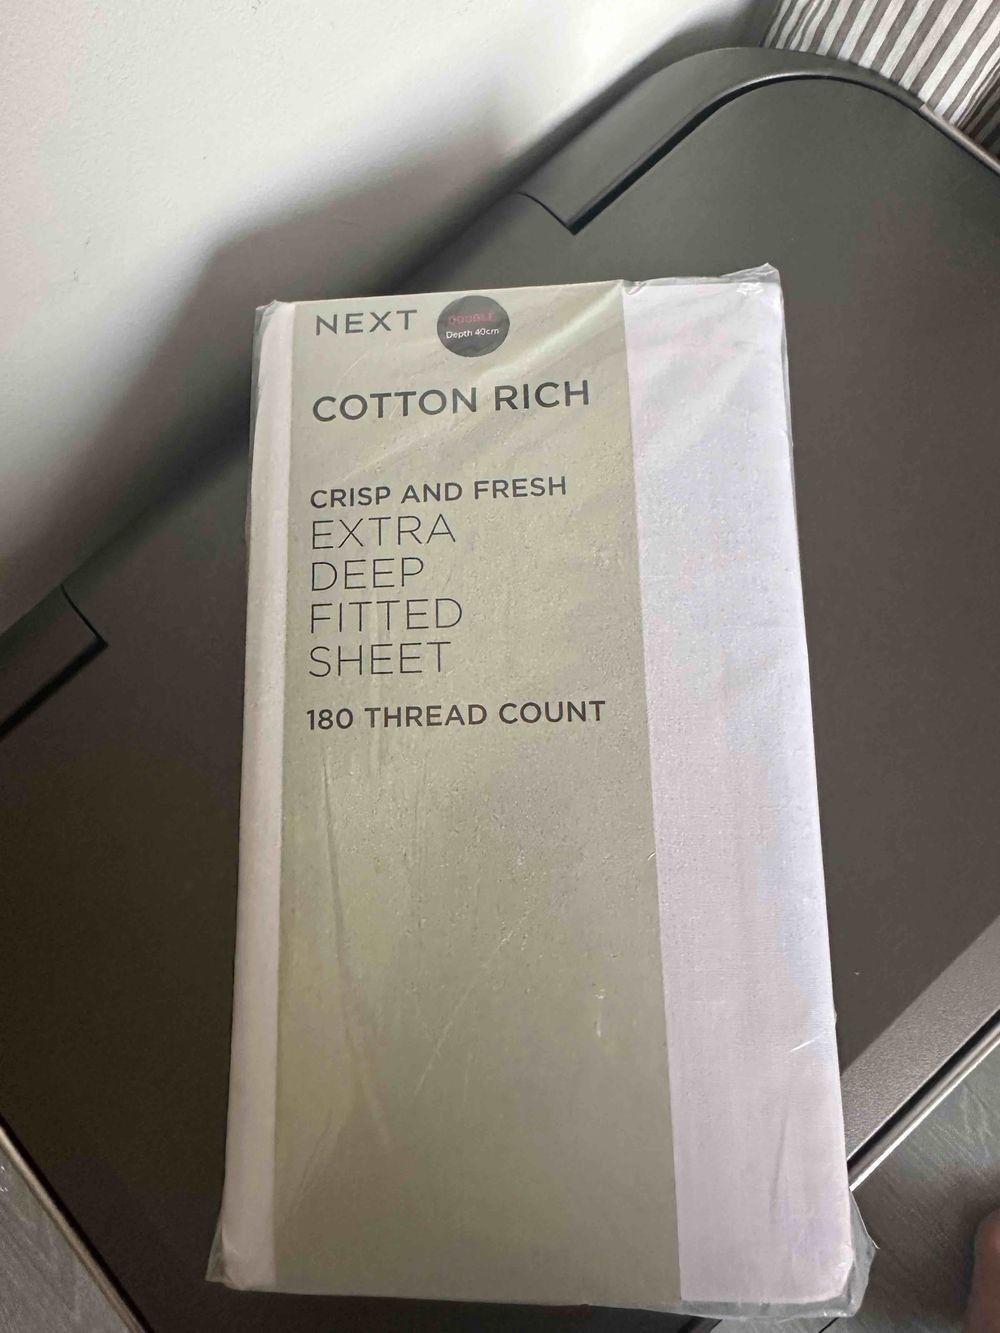 NEXT
DOUBLE
Depth 40cm
COTTON RICH
CRISP AND FRESH
EXTRA
DEEP
FITTED
SHEET
180 THREAD COUNT